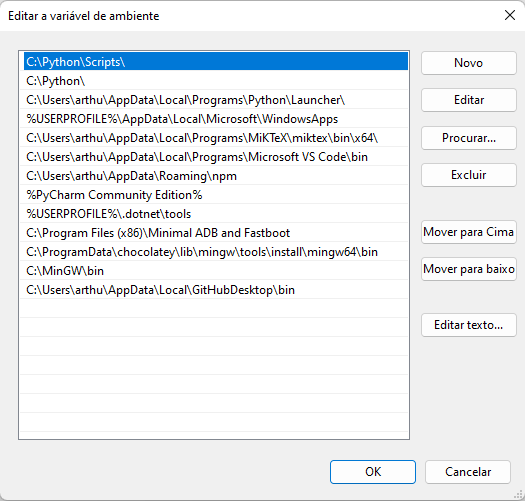 Editar a variável de ambiente
C:\Python\Scripts\
Novo
C:\Python\
C:\Users\arthu\AppData\Local\Programs\Python\Launcher\
Editar
%USERPROFILE%\AppData\Local\Microsoft\WindowsApps
C:\Users\arthu\AppData\Local\Programs\MiKTeX\miktex\bin\x64\
Procurar...
C:\Users\arthu\AppData\Local\Programs\Microsoft VS Code\bin
C:\Users\arthu\AppData\Roaming\npm
Excluir
%PyCharm Community Edition%
%USERPROFILE%\.dotnet\tools
C:\Program Files (x86)\Minimal ADB and Fastboot
Mover para Cima
C:\ProgramData\chocolatey\lib\mingw\tools\install\mingw64\bin
C:\MinGW\bin
Mover para baixo
C:\Users\arthu\AppData\Local\GitHubDesktop\bin
Editar texto...
OK
Cancelar